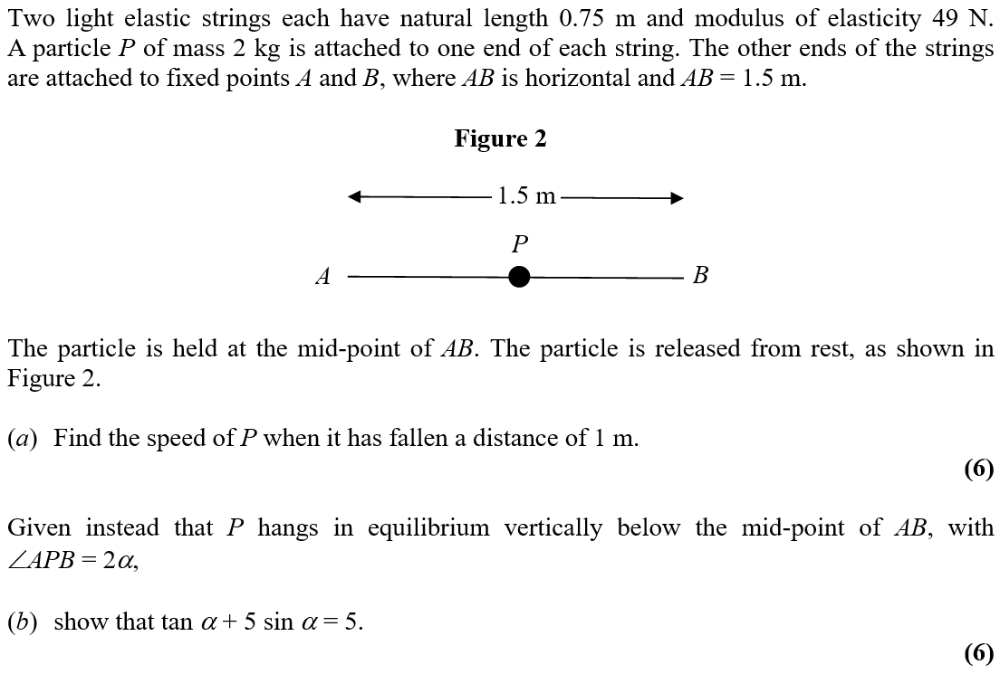 Two light elastic strings each have natural length 0.75 m and modulus of elasticity 49 N.
A particle P of mass 2 kg is attached to one end of each string. The other ends of the strings
are attached to fixed points A and B, where AB is horizontal and AB = 1.5 m.
Figure 2
1.5 m
P
A B
The particle is held at the mid-point of AB. The particle is released from rest, as shown in
Figure 2.
(a) Find the speed of P when it has fallen a distance of 1 m.
(6)
Given instead that P hangs in equilibrium vertically below the mid-point of AB, with
∠APB = 2α,
(b) show that tan α + 5 sin α = 5.
(6)